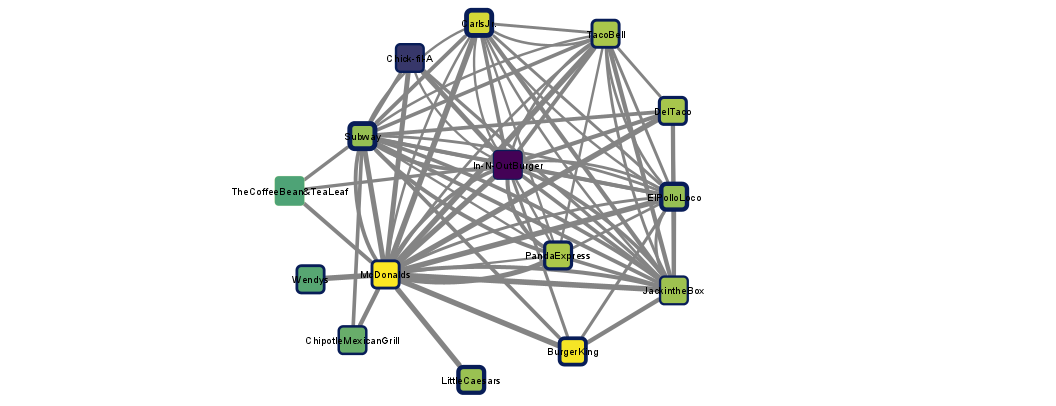 CarlsJr.
TacoBell
Chick-fil-A
DelTaco
Subway
In-N-OutBurger
TheCoffeeBean&TeaLeaf
ElPolloLoco
PandaExpress
McDonalds
Wendys
JackintheBox
ChipotleMexicanGrill
BurgerKing
LittleCaesars